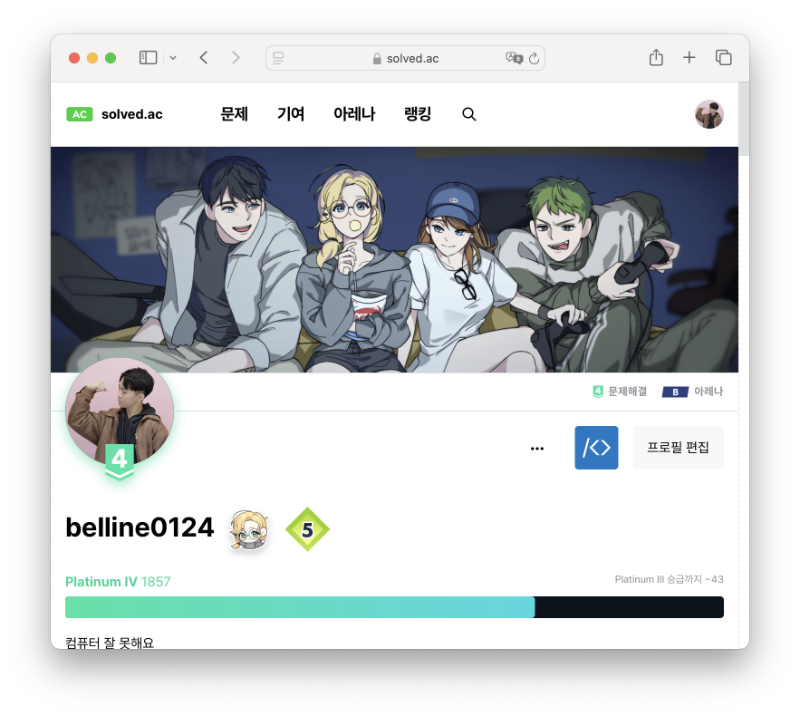 solved.ac
AC solved.ac 문제 기여 아레나 랭킹
4 문제해결 B 아레나
4
/<> 프로필 편집
belline0124 5
Platinum IV 1857
Platinum III 승급까지 -43
컴퓨터 잘 못해요